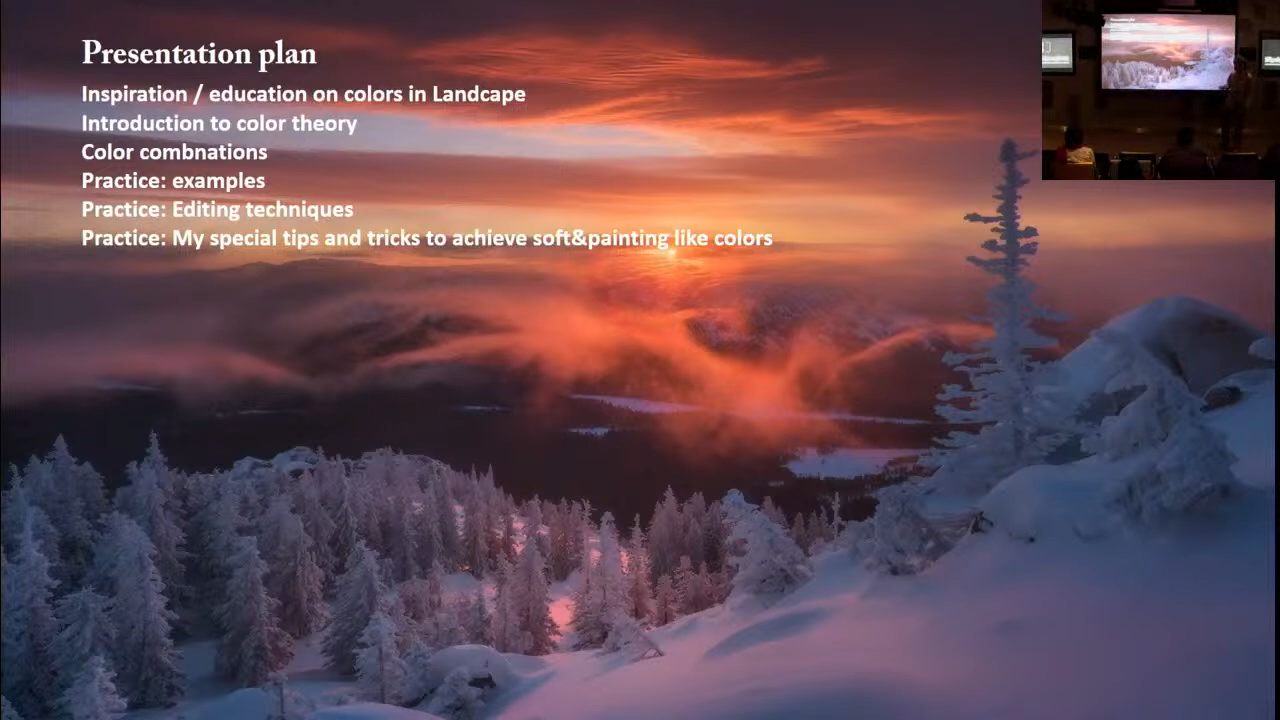 Presentation plan
Inspiration / education on colors in Landcape
Introduction to color theory
Color combnations
Practice: examples
Practice: Editing techniques
Practice: My special tips and tricks to achieve soft&painting like colors